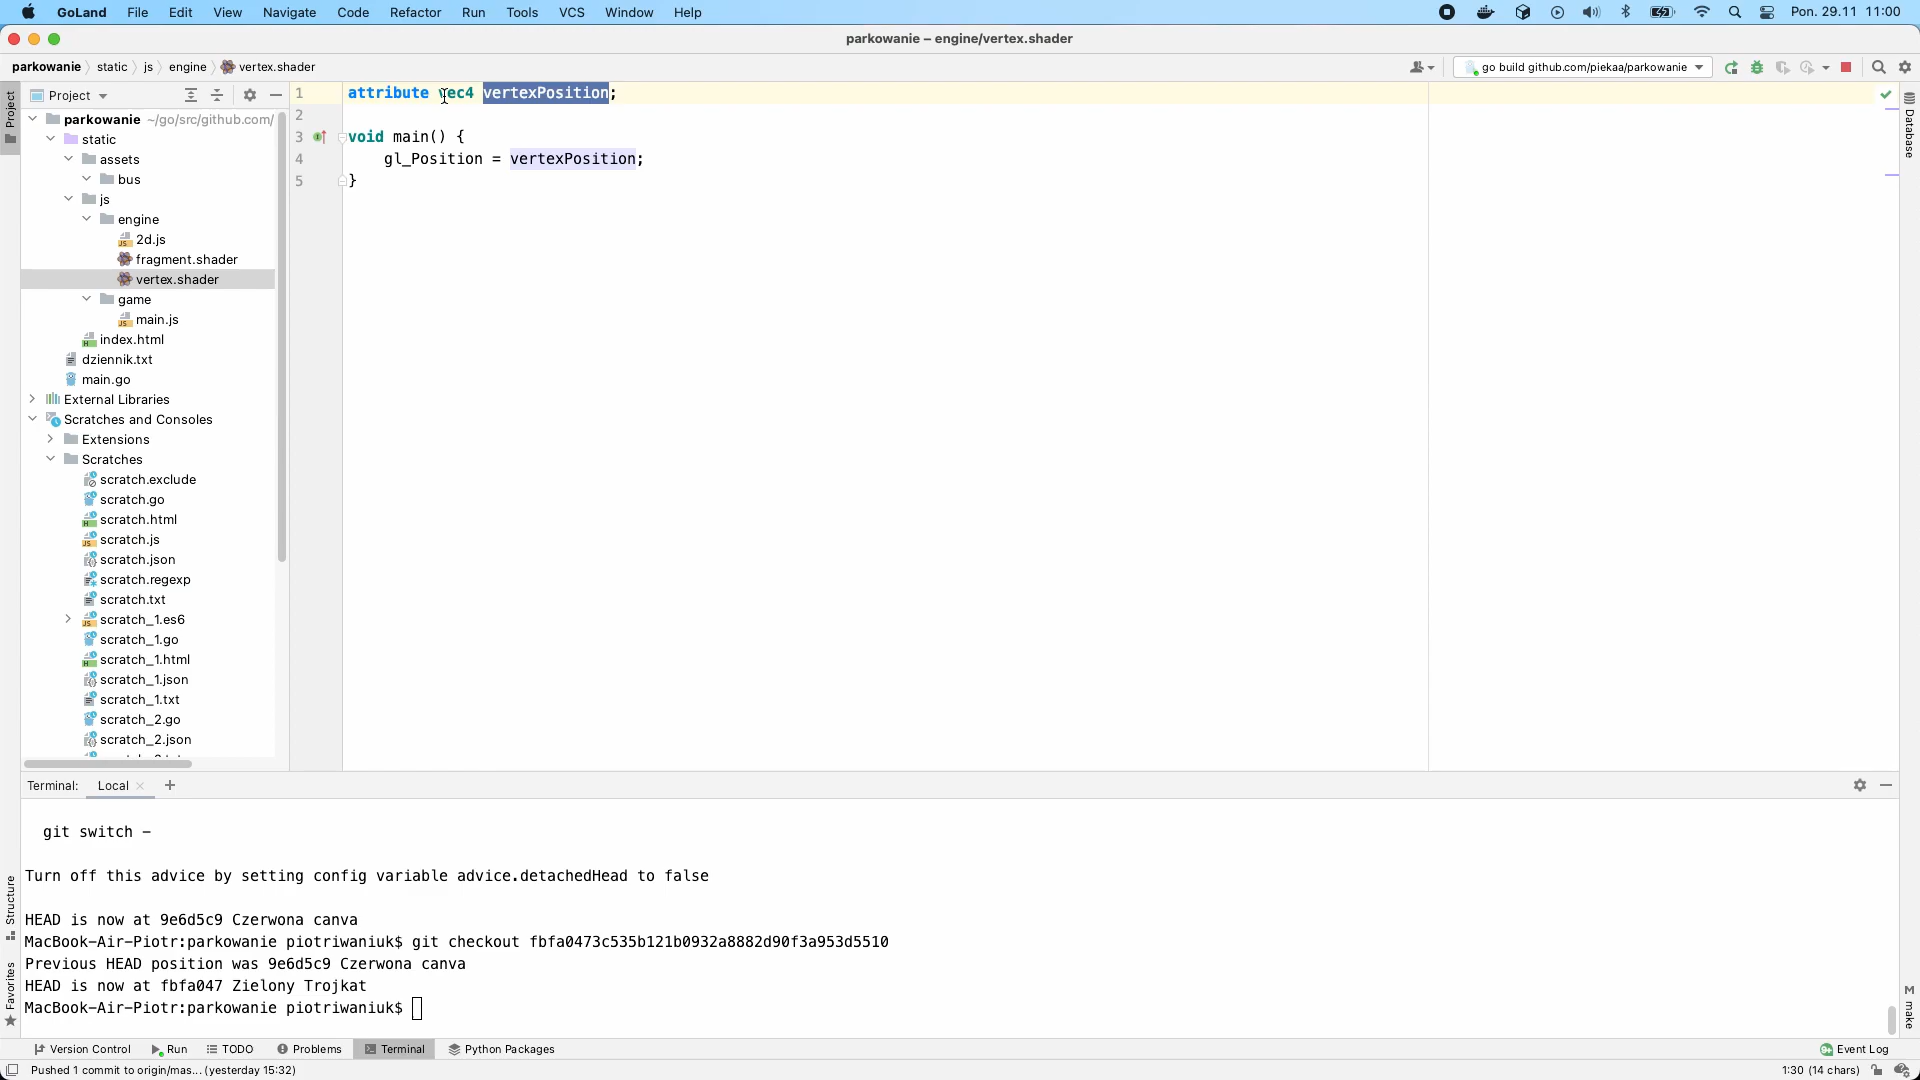 GoLand File Edit View Navigate Code Refactor Run Tools VCS Window Help Pon. 29.11 11:00
parkowanie – engine/vertex.shader
parkowanie static js engine vertex.shader go build github.com/piekaa/parkowanie
Project
Project
parkowanie ~/go/src/github.com/
static
assets
bus
js
engine
2d.js
fragment.shader
vertex.shader
game
main.js
index.html
dziennik.txt
main.go
External Libraries
Scratches and Consoles
Extensions
Scratches
scratch.exclude
scratch.go
scratch.html
scratch.js
scratch.json
scratch.regexp
scratch.txt
scratch_1.es6
scratch_1.go
scratch_1.html
scratch_1.json
scratch_1.txt
scratch_2.go
scratch_2.json
1 attribute vec4 vertexPosition;
2
3 void main() {
4 gl_Position = vertexPosition;
5 }
Database
Terminal: Local
git switch -
Turn off this advice by setting config variable advice.detachedHead to false
HEAD is now at 9e6d5c9 Czerwona canva
MacBook-Air-Piotr:parkowanie piotriwaniuk$ git checkout fbfa0473c535b121b0932a8882d90f3a953d5510
Previous HEAD position was 9e6d5c9 Czerwona canva
HEAD is now at fbfa047 Zielony Trojkat
MacBook-Air-Piotr:parkowanie piotriwaniuk$
Structure
Favorites
make
Version Control Run TODO Problems Terminal Python Packages Event Log
Pushed 1 commit to origin/mas... (yesterday 15:32) 1:30 (14 chars)